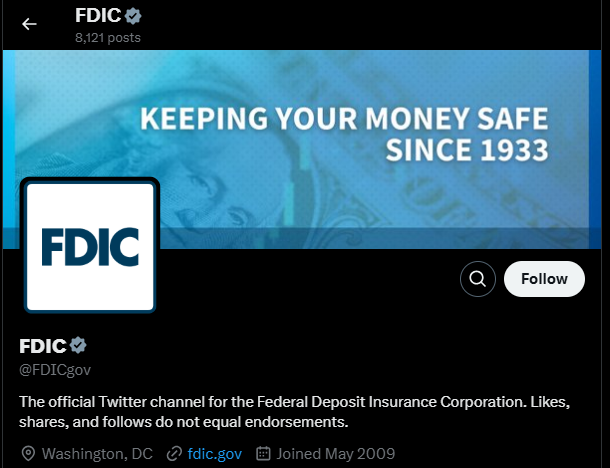 FDIC
8,121 posts
KEEPING YOUR MONEY SAFE
SINCE 1933
FDIC
Follow
FDIC
@FDICgov
The official Twitter channel for the Federal Deposit Insurance Corporation. Likes,
shares, and follows do not equal endorsements.
Washington, DC fdic.gov Joined May 2009